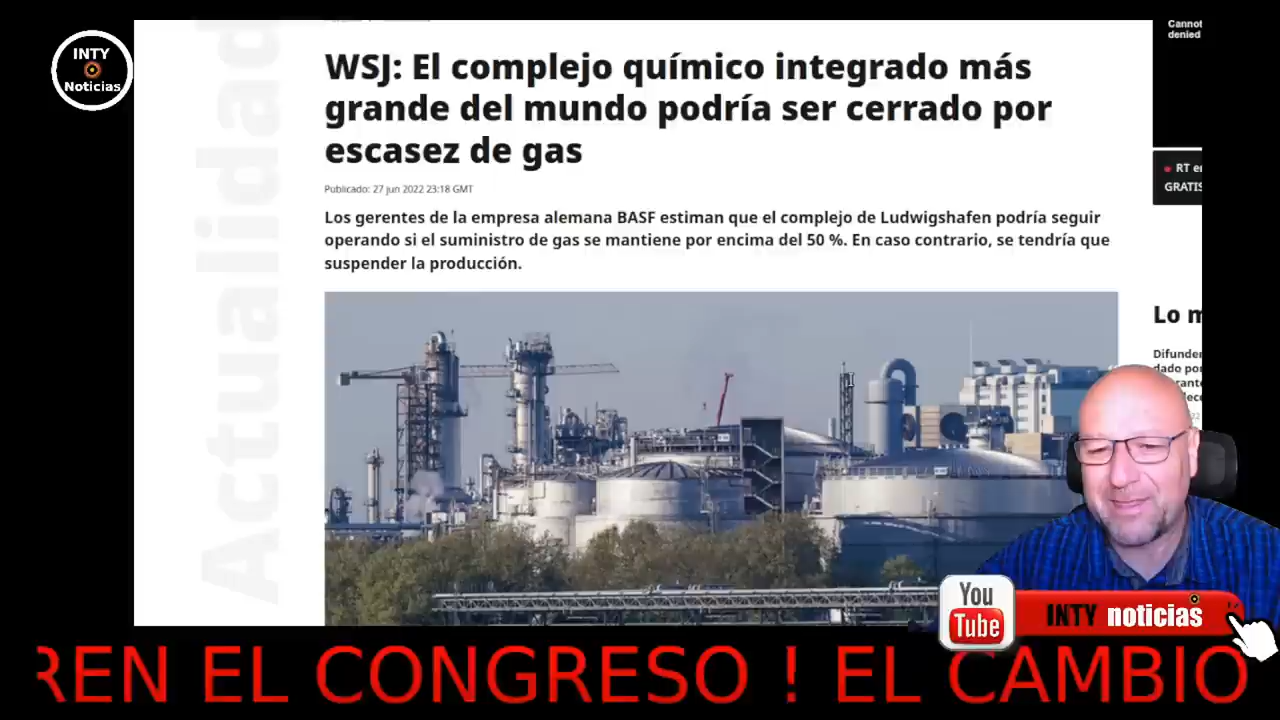 INTY
Noticias
Actualidad
WSJ: El complejo químico integrado más
grande del mundo podría ser cerrado por
escasez de gas
Publicado: 27 jun 2022 23:18 GMT
Los gerentes de la empresa alemana BASF estiman que el complejo de Ludwigshafen podría seguir
operando si el suministro de gas se mantiene por encima del 50 %. En caso contrario, se tendría que
suspender la producción.
Cannot
denied
RT en
GRATIS
Lo m
Difunden
dado por
You
Tube
INTY noticias
REN EL CONGRESO ! EL CAMBIO